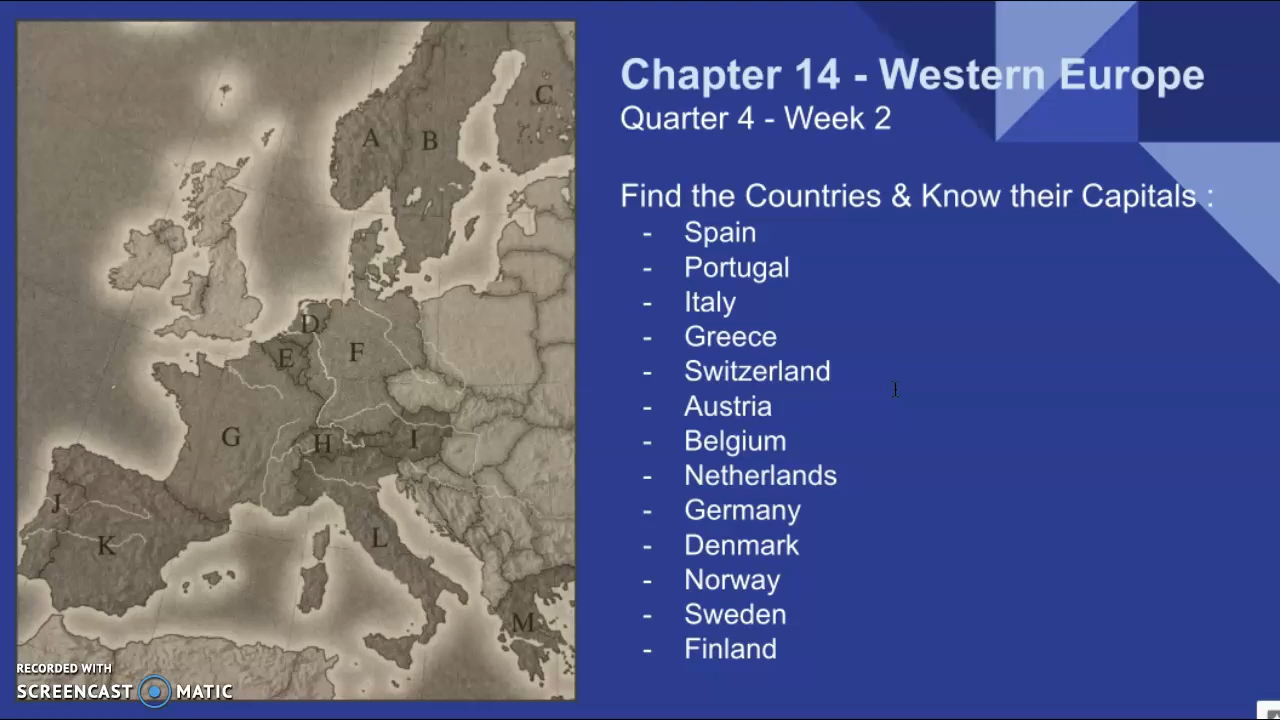 Chapter 14 - Western Europe
Quarter 4 - Week 2
Find the Countries & Know their Capitals :
- Spain
- Portugal
- Italy
- Greece
- Switzerland
- Austria
- Belgium
- Netherlands
- Germany
- Denmark
- Norway
- Sweden
- Finland
A
B
C
D
E
F
G
H
I
J
K
L
M
RECORDED WITH
SCREENCAST MATIC